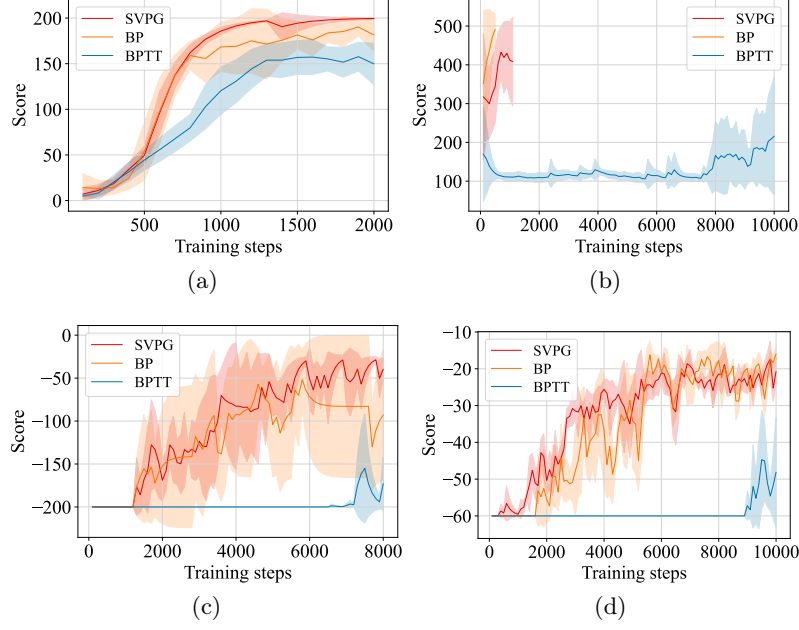 200
150
100
50
0
Score
SVPG
BP
BPTT
500
1000
1500
2000
Training steps
(a)
500
400
300
200
100
Score
SVPG
BP
BPTT
0
2000
4000
6000
8000
10000
Training steps
(b)
0
−50
−100
−150
−200
Score
SVPG
BP
BPTT
0
2000
4000
6000
8000
Training steps
(c)
−10
−20
−30
−40
−50
−60
Score
SVPG
BP
BPTT
0
2000
4000
6000
8000
10000
Training steps
(d)